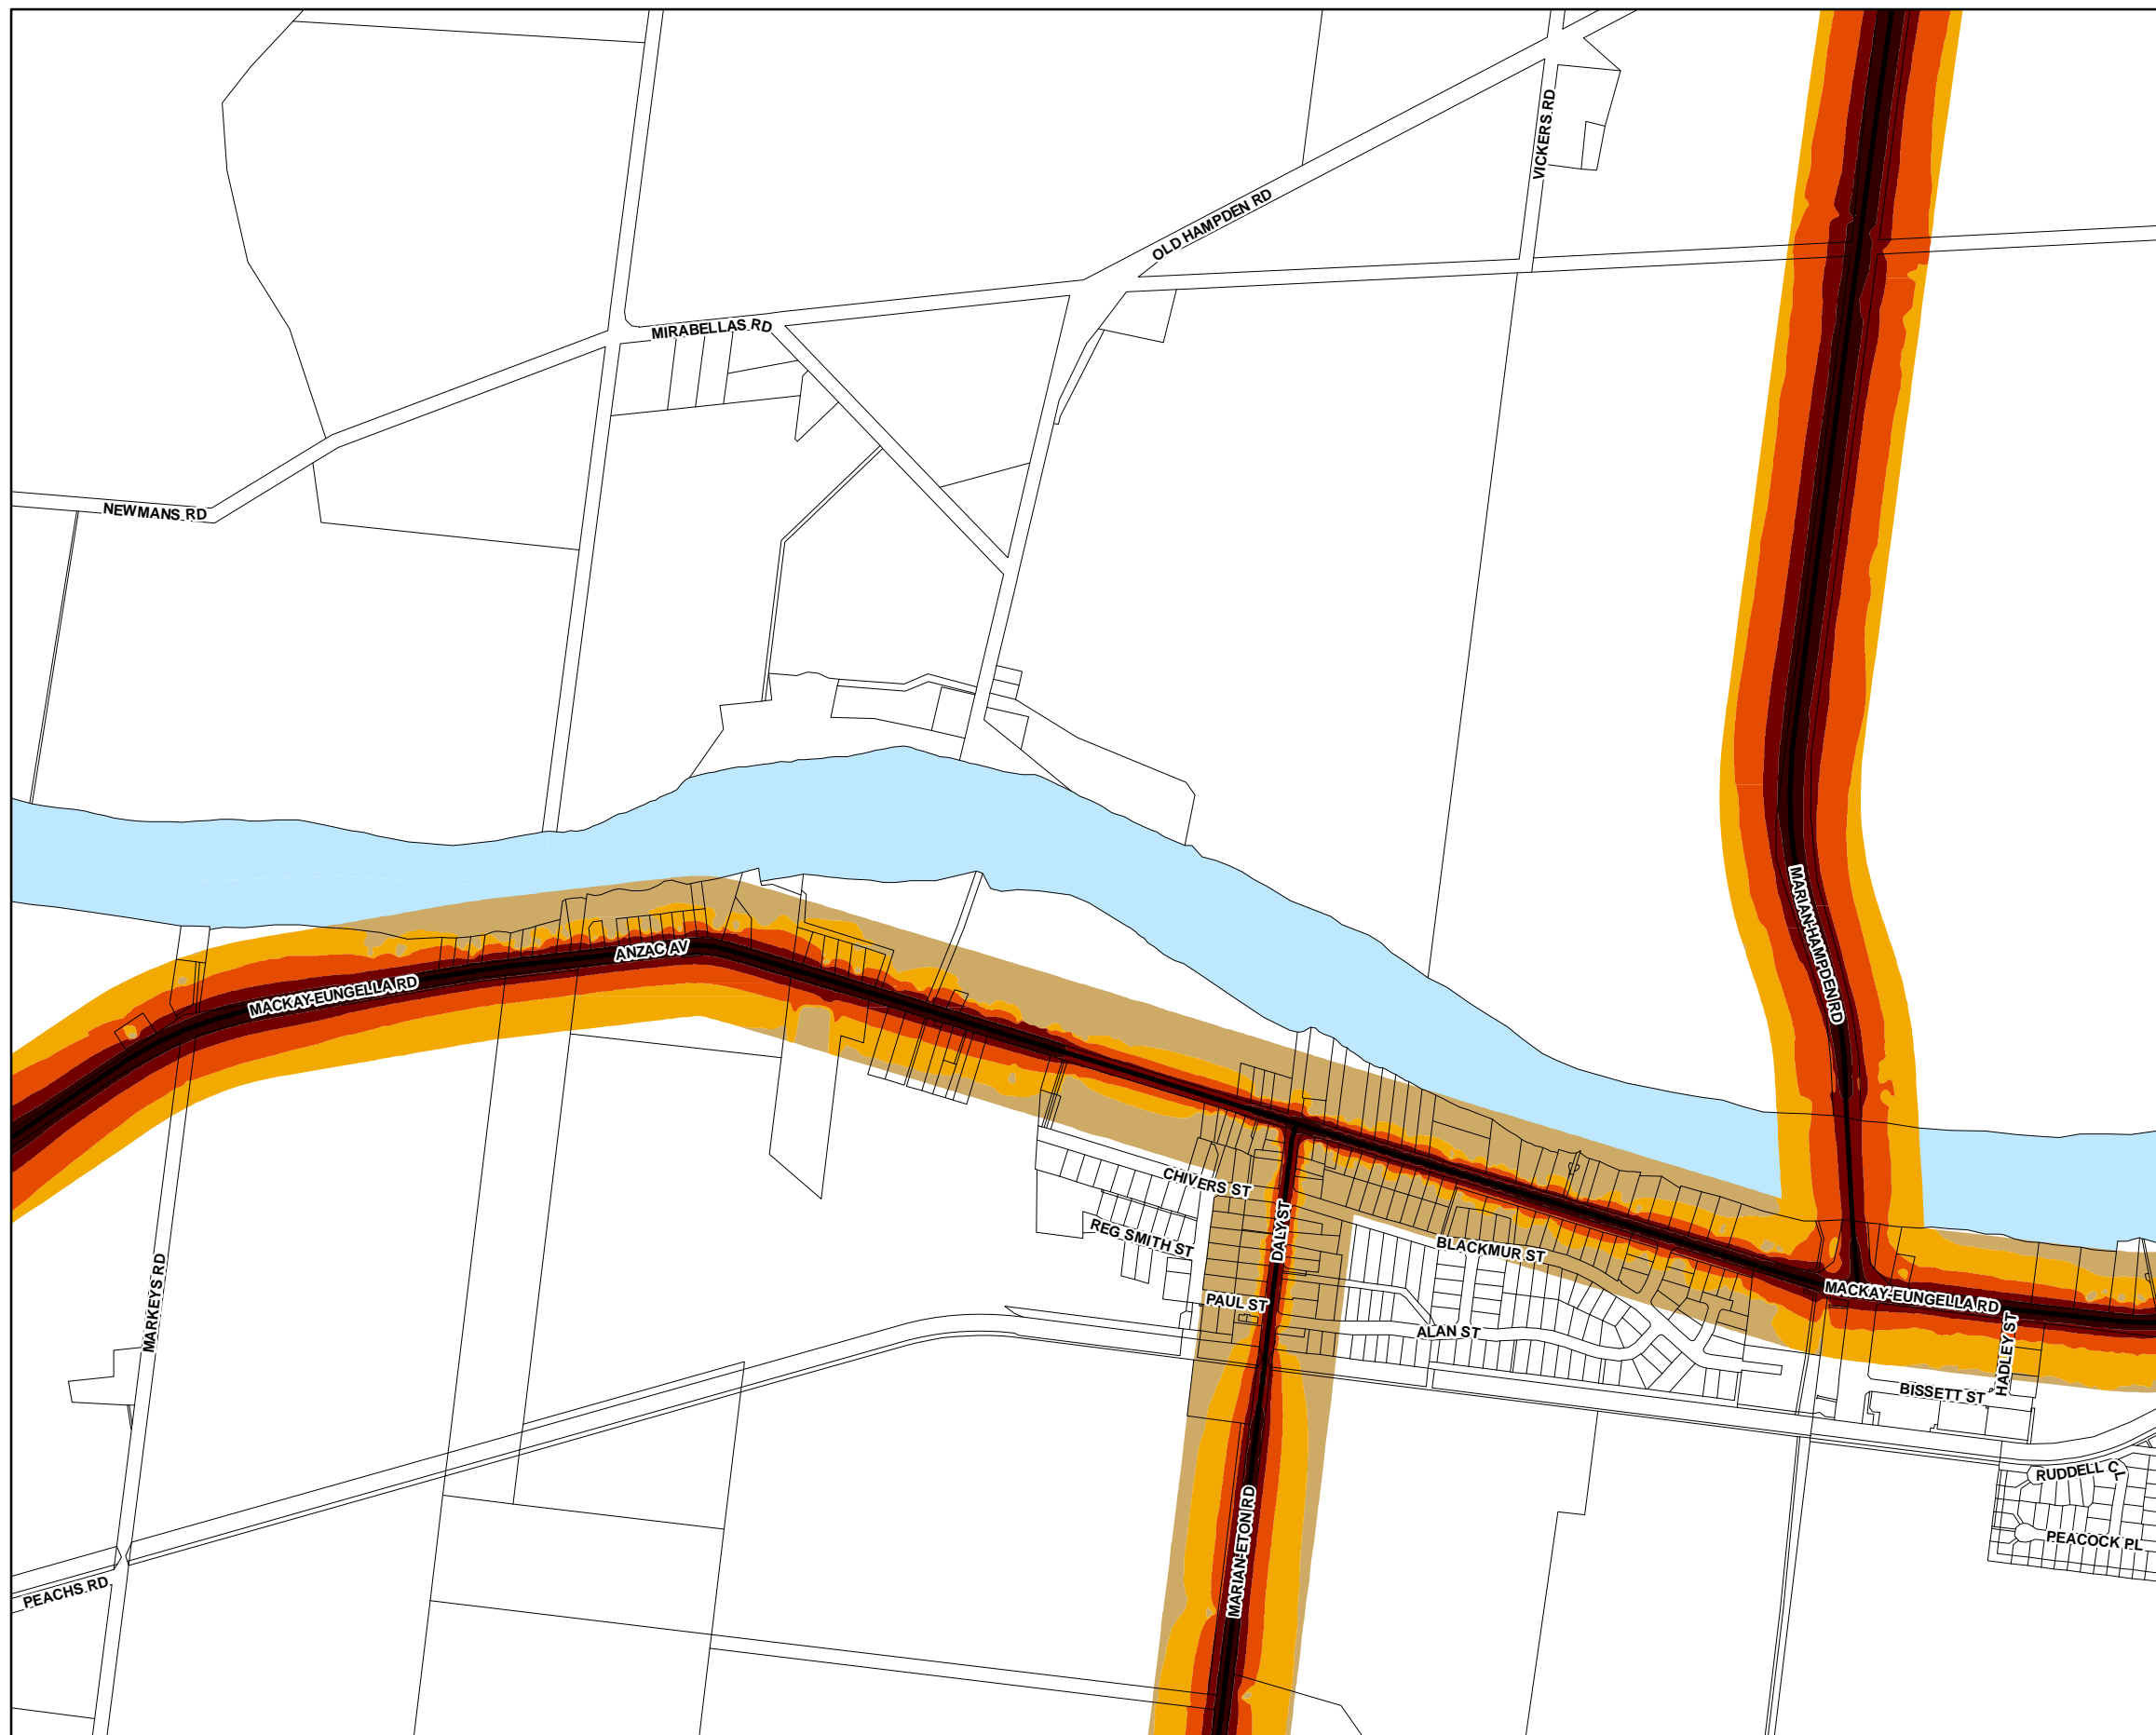 VICKERS RD
OLD HAMPDEN RD
MIRABELLAS RD
NEWMANS RD
MARIAN-HAMPDEN RD
ANZAC AV
MACKAY-EUNGELLA RD
CHIVERS ST
REG SMITH ST
DALY ST
BLACKMUR ST
PAUL ST
ALAN ST
MACKAY-EUNGELLA RD
HADLEY ST
BISSETT ST
MARKEYS RD
RUDDELL CL
PEACOCK PL
MARIAN-ETON RD
PEACHS RD